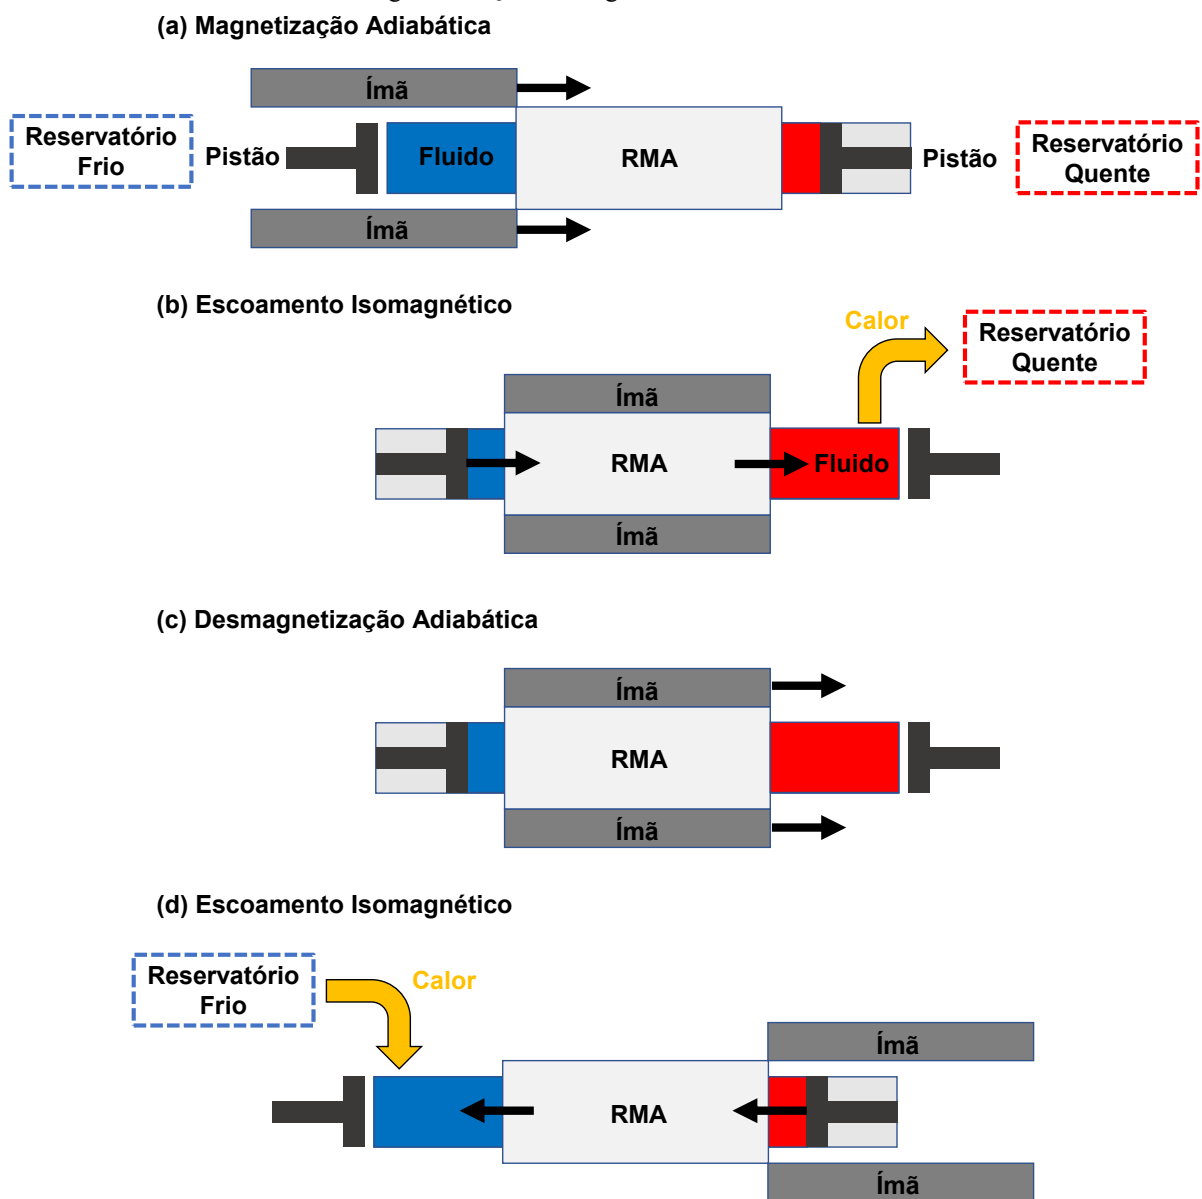 (a) Magnetização Adiabática
Ímã
Reservatório
Frio
Pistão
Fluido
RMA
Pistão
Reservatório
Quente
Ímã
(b) Escoamento Isomagnético
Calor
Reservatório
Quente
Ímã
RMA
Fluido
Ímã
(c) Desmagnetização Adiabática
Ímã
RMA
Ímã
(d) Escoamento Isomagnético
Reservatório
Frio
Calor
Ímã
RMA
Ímã